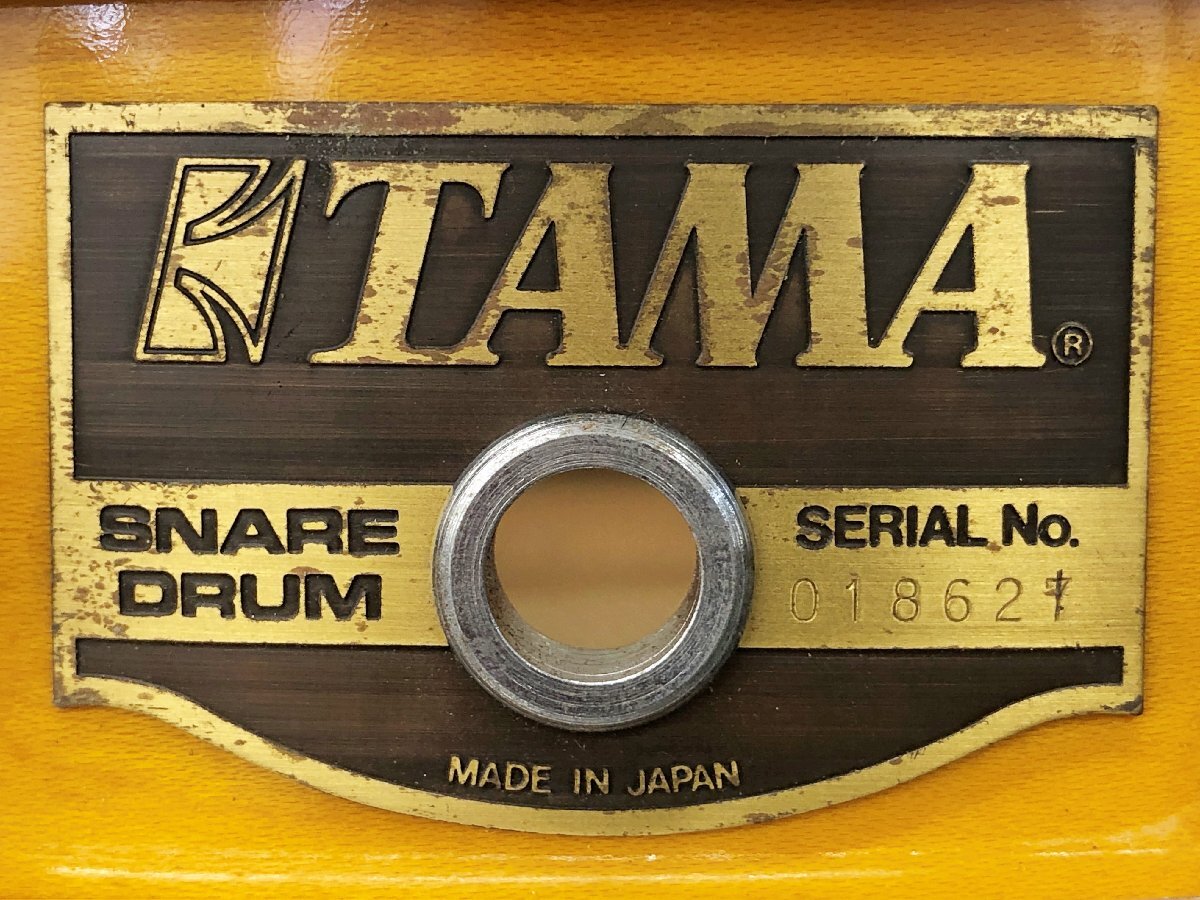 TAMA®
SNARE
DRUM
SERIAL No.
018627
MADE IN JAPAN